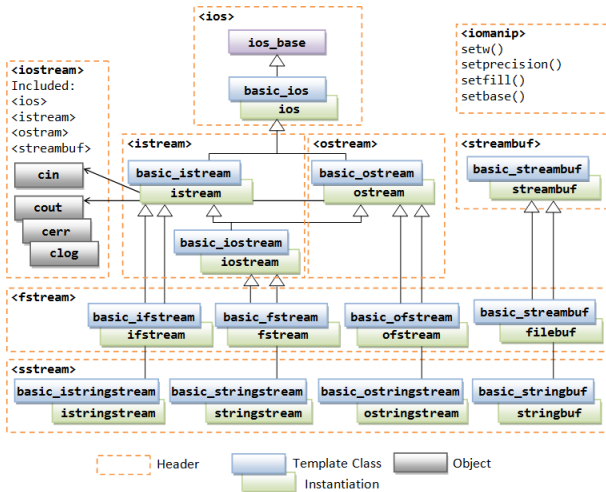 <ios>
ios_base
basic_ios
ios
<iomanip>
setw()
setprecision()
setfill()
setbase()
<iostream>
Included:
<ios>
<istream>
<ostram>
<streambuf>
cin
cout
cerr
clog
<istream>
basic_istream
istream
<ostream>
basic_ostream
ostream
basic_iostream
iostream
<streambuf>
basic_streambuf
streambuf
<fstream>
basic_ifstream
ifstream
basic_fstream
fstream
basic_ofstream
ofstream
basic_streambuf
filebuf
<sstream>
basic_istringstream
istringstream
basic_stringstream
stringstream
basic_ostringstream
ostringstream
basic_stringbuf
stringbuf
Header
Template Class
Instantiation
Object